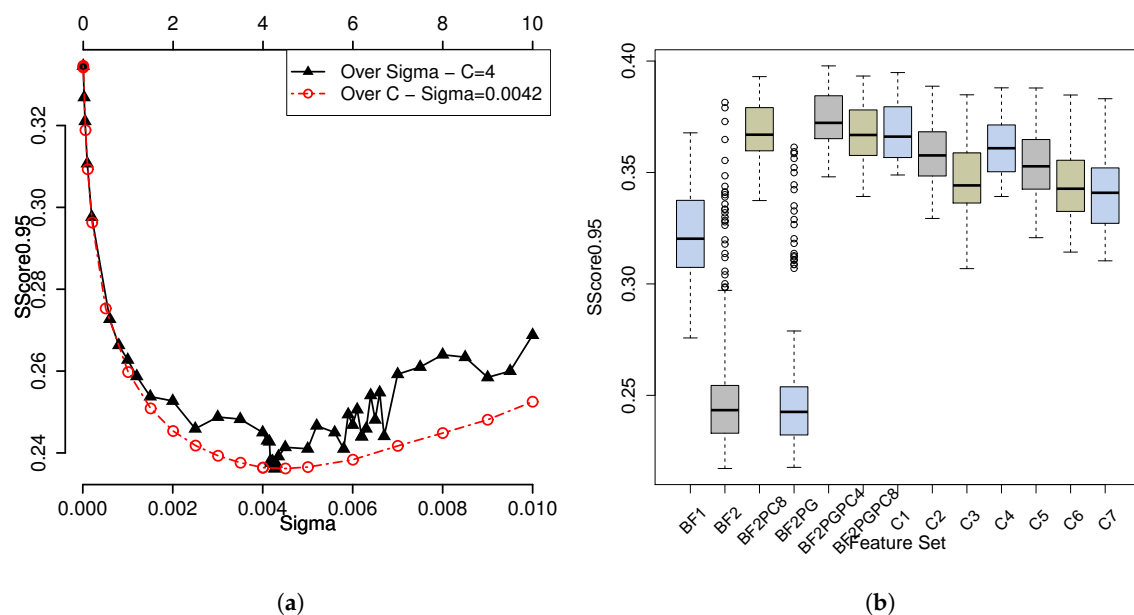 0 2 4 6 8 10
Over Sigma − C=4
Over C − Sigma=0.0042
SScore0.95
0.32
0.30
0.28
0.26
0.24
0.000 0.002 0.004 0.006 0.008 0.010
Sigma
(a)
SScore0.95
0.40
0.35
0.30
0.25
BF1 BF2 BF2PC8 BF2PG BF2PGPC4 BF2PGPC8 C1 C2 C3 C4 C5 C6 C7
Feature Set
(b)